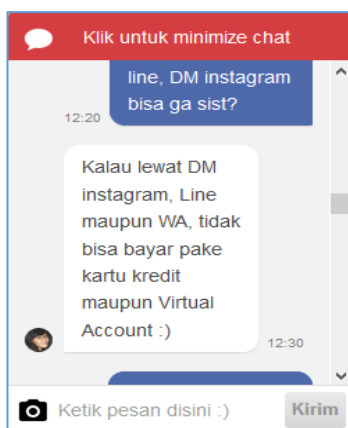 Klik untuk minimize chat
line, DM instagram
bisa ga sist?
12:20
Kalau lewat DM
instagram, Line
maupun WA, tidak
bisa bayar pake
kartu kredit
maupun Virtual
Account :)
12:30
Ketik pesan disini :)
Kirim